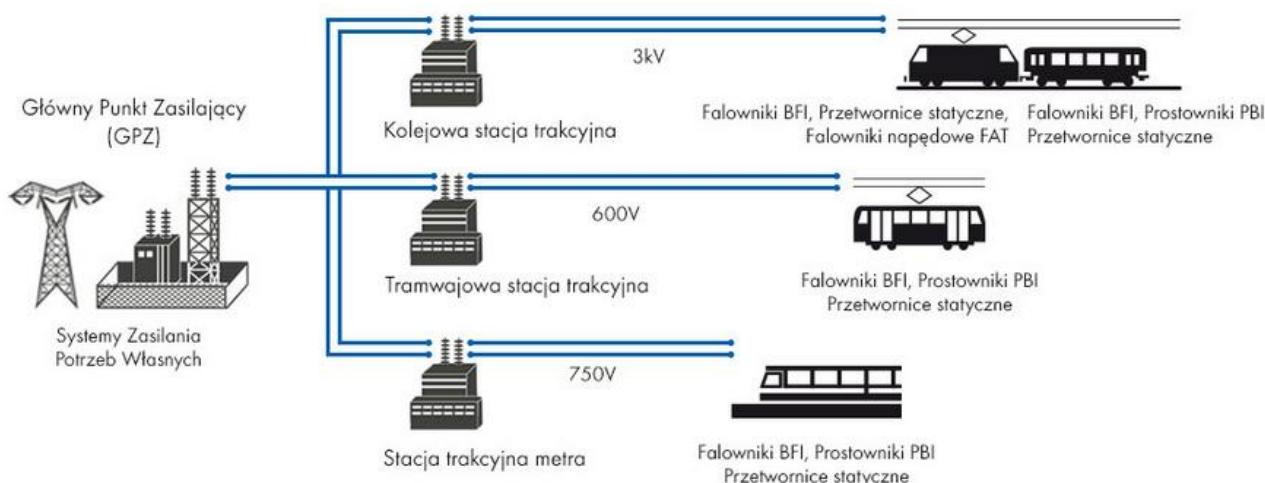 Główny Punkt Zasilający
(GPZ)
Systemy Zasilania
Potrzeb Własnych
3kV
Kolejowa stacja trakcyjna
Falowniki BFI, Przetwornice statyczne,
Falowniki napędowe FAT
Falowniki BFI, Prostowniki PBI
Przetwornice statyczne
600V
Tramwajowa stacja trakcyjna
Falowniki BFI, Prostowniki PBI
Przetwornice statyczne
750V
Stacja trakcyjna metra
Falowniki BFI, Prostowniki PBI
Przetwornice statyczne